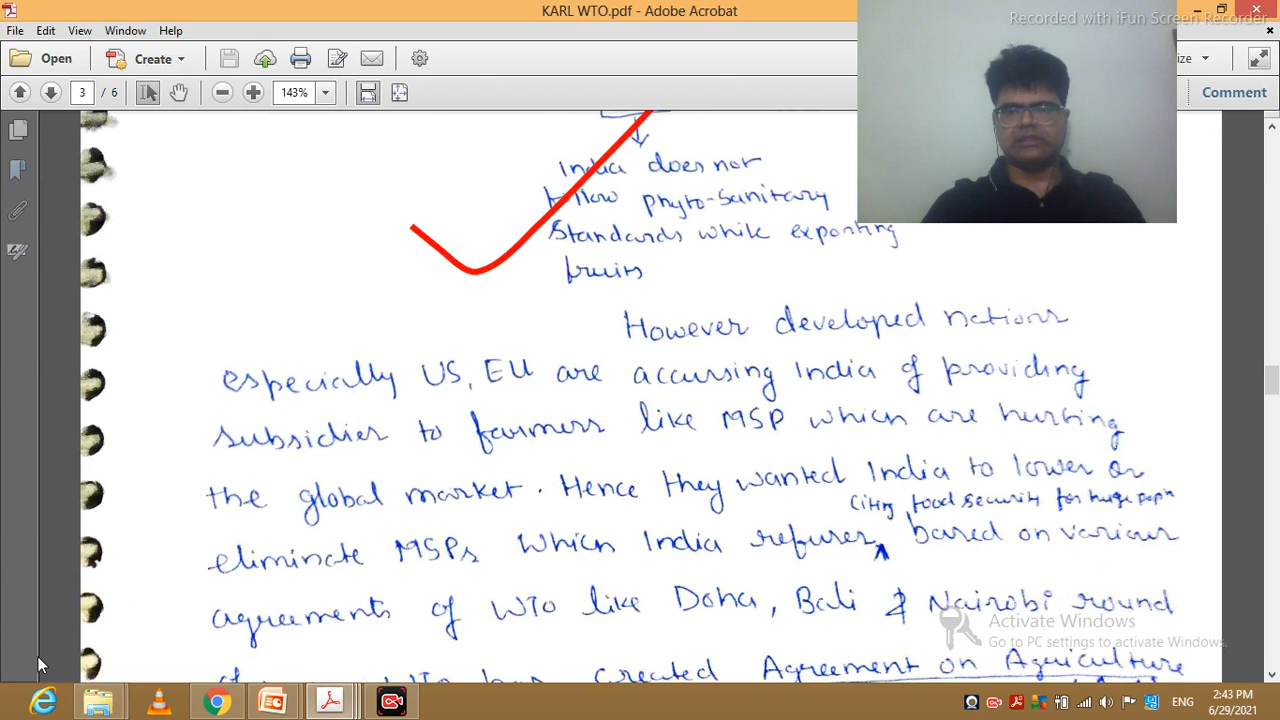 KARL WTO.pdf - Adobe Acrobat
Recorded with iFun Screen Recorder
File Edit View Window Help
Open Create ize
3 / 6 143% Comment
India does not
follow phyto-sanitary
Standards while exporting
fruits
However developed nations
especially US, EU are accursing India of providing
subsidies to farmers like MSP which are hurting
the global market. Hence they wanted India to lower or
citing food security for huge popn
eliminate MSPs which India refuses based on various
agreements of WTO like Doha, Bali & Nairobi round
created Agreement on Agriculture
Activate Windows
Go to PC settings to activate Windows.
ENG
2:43 PM
6/29/2021